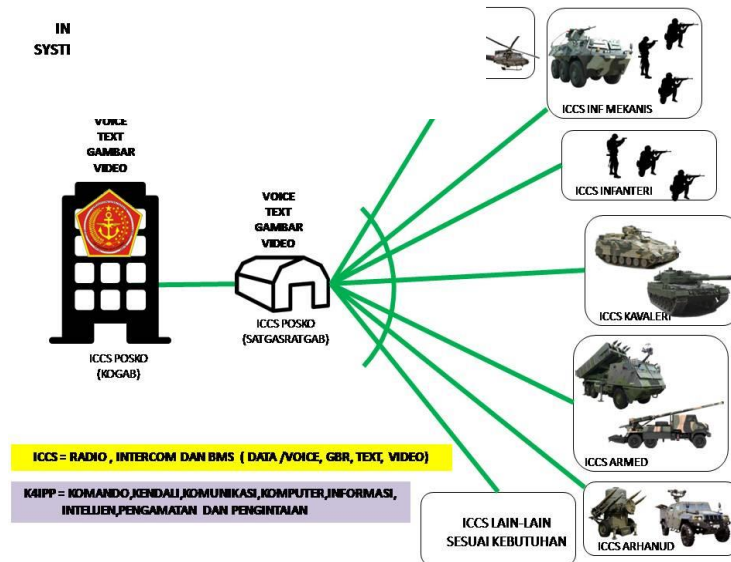 IN
SYSTI
VOICE
TEXT
GAMBAR
VIDEO
VOICE
TEXT
GAMBAR
VIDEO
ICCS INF MEKANIS
ICCS INFANTERI
ICCS KAVALERI
ICCS POSKO
(SATGASRATGAB)
ICCS POSKO
(KOGAB)
ICCS ARMED
ICCS = RADIO , INTERCOM DAN BMS ( DATA /VOICE, GBR, TEXT, VIDEO)
K4IPP = KOMANDO,KENDALI,KOMUNIKASI,KOMPUTER,INFORMASI,
INTELIJEN,PENGAMATAN DAN PENGINTAIAN
ICCS LAIN-LAIN
SESUAI KEBUTUHAN
ICCS ARHANUD